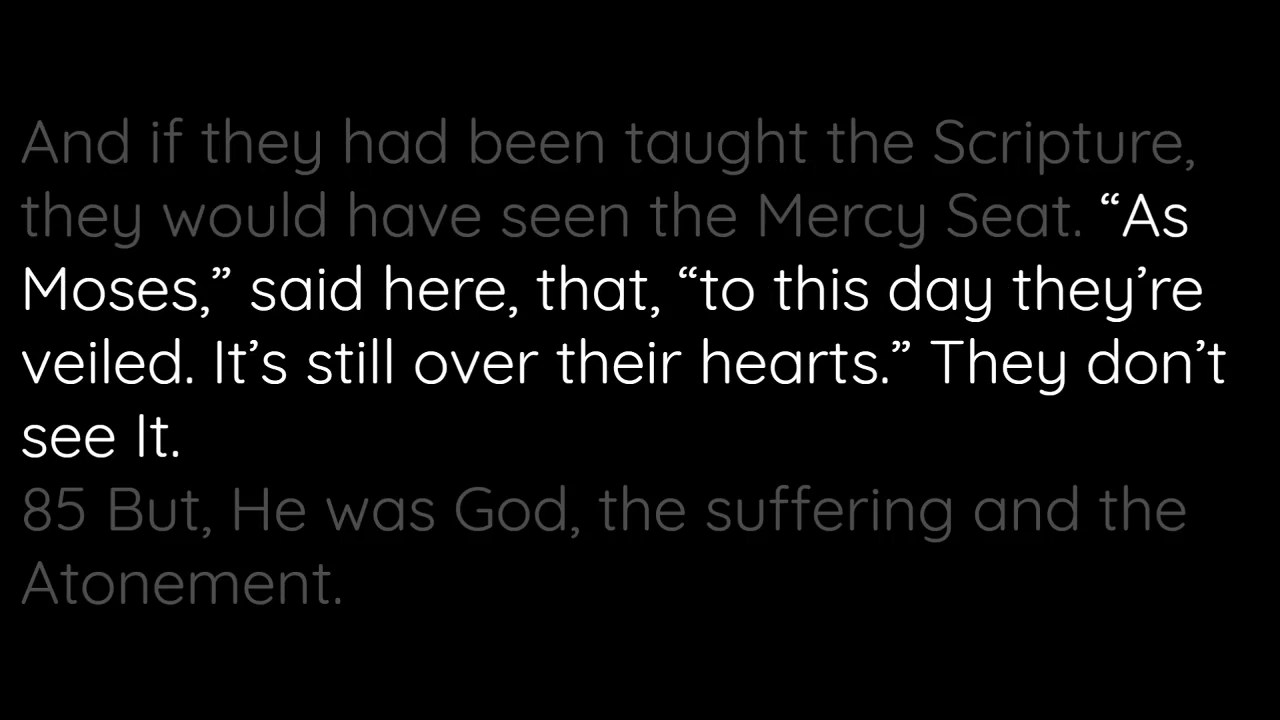 And if they had been taught the Scripture,
they would have seen the Mercy Seat. “As
Moses,” said here, that, “to this day they’re
veiled. It’s still over their hearts.” They don’t
see It.
85 But, He was God, the suffering and the
Atonement.